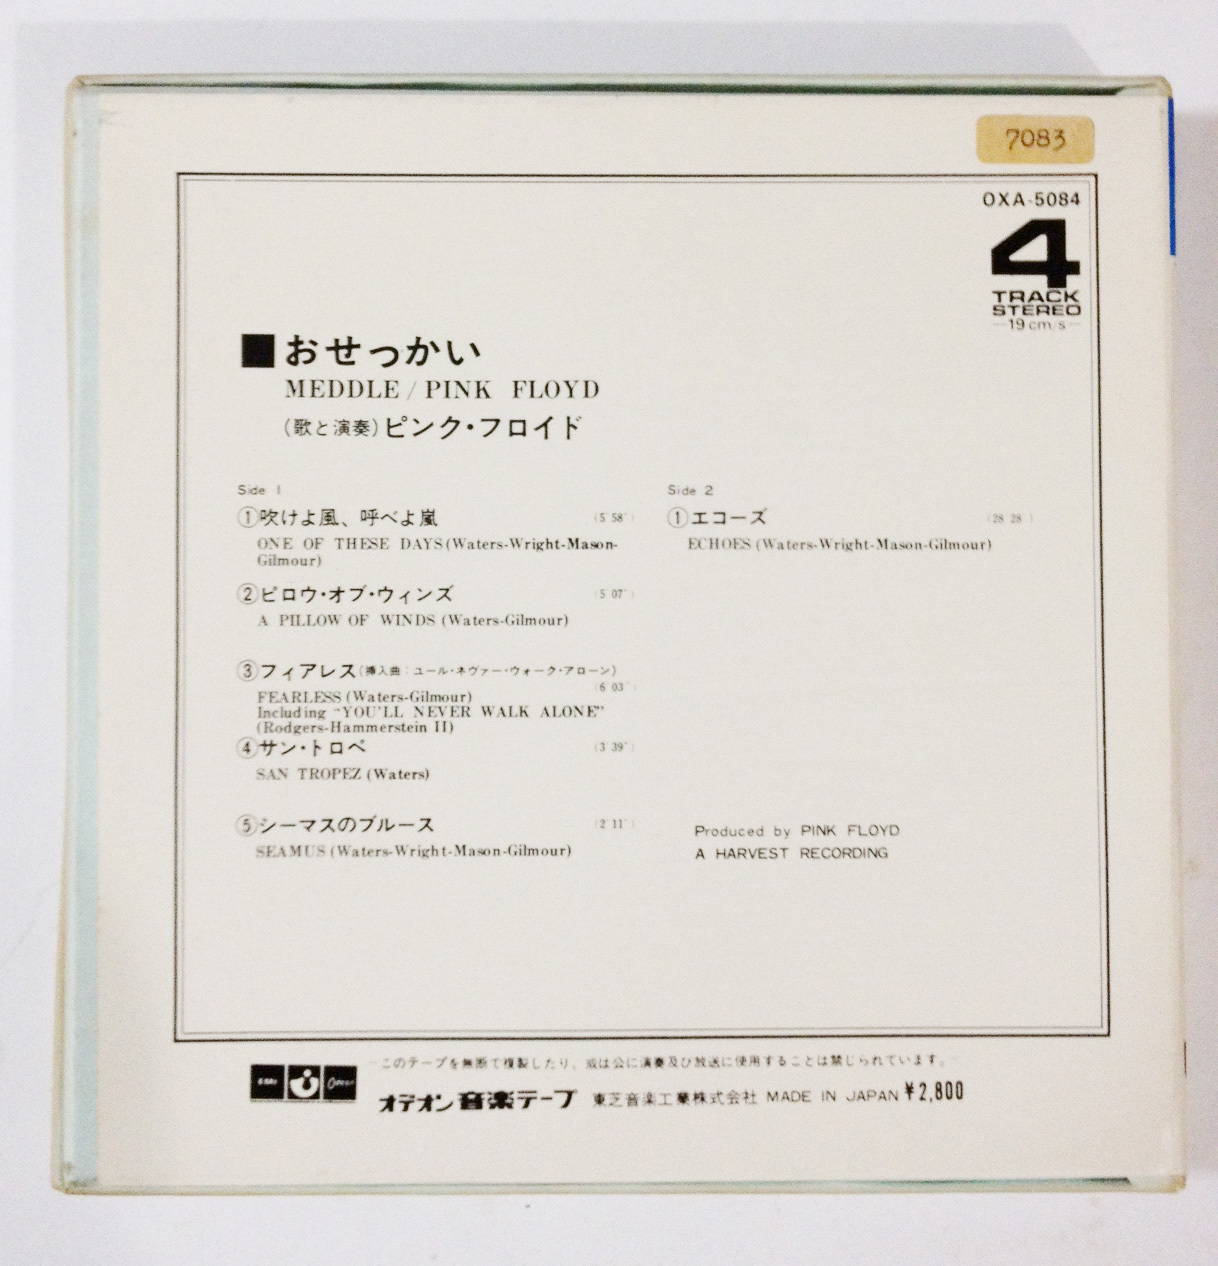 7083
OXA-5084
4
TRACK
STEREO
19 cm/s
■おせっかい
MEDDLE / PINK FLOYD
(歌と演奏)ピンク・フロイド
Side 1
①吹けよ風、呼べよ嵐 (5′58″)
ONE OF THESE DAYS (Waters-Wright-Mason-
Gilmour)
②ピロウ・オブ・ウィンズ (5′07″)
A PILLOW OF WINDS (Waters-Gilmour)
③フィアレス(挿入曲:ユール・ネヴァー・ウォーク・アローン)
(6′03″)
FEARLESS (Waters-Gilmour)
Including “YOU'LL NEVER WALK ALONE”
(Rodgers-Hammerstein II)
④サン・トロペ (3′39″)
SAN TROPEZ (Waters)
⑤シーマスのブルース (2′11″)
SEAMUS (Waters-Wright-Mason-Gilmour)
Side 2
①エコーズ (28′28″)
ECHOES (Waters-Wright-Mason-Gilmour)
Produced by PINK FLOYD
A HARVEST RECORDING
このテープを無断で複製したり、或は公に演奏及び放送に使用することは禁じられています。
EMI Odeon
オデオン音楽テープ 東芝音楽工業株式会社 MADE IN JAPAN ¥2,800